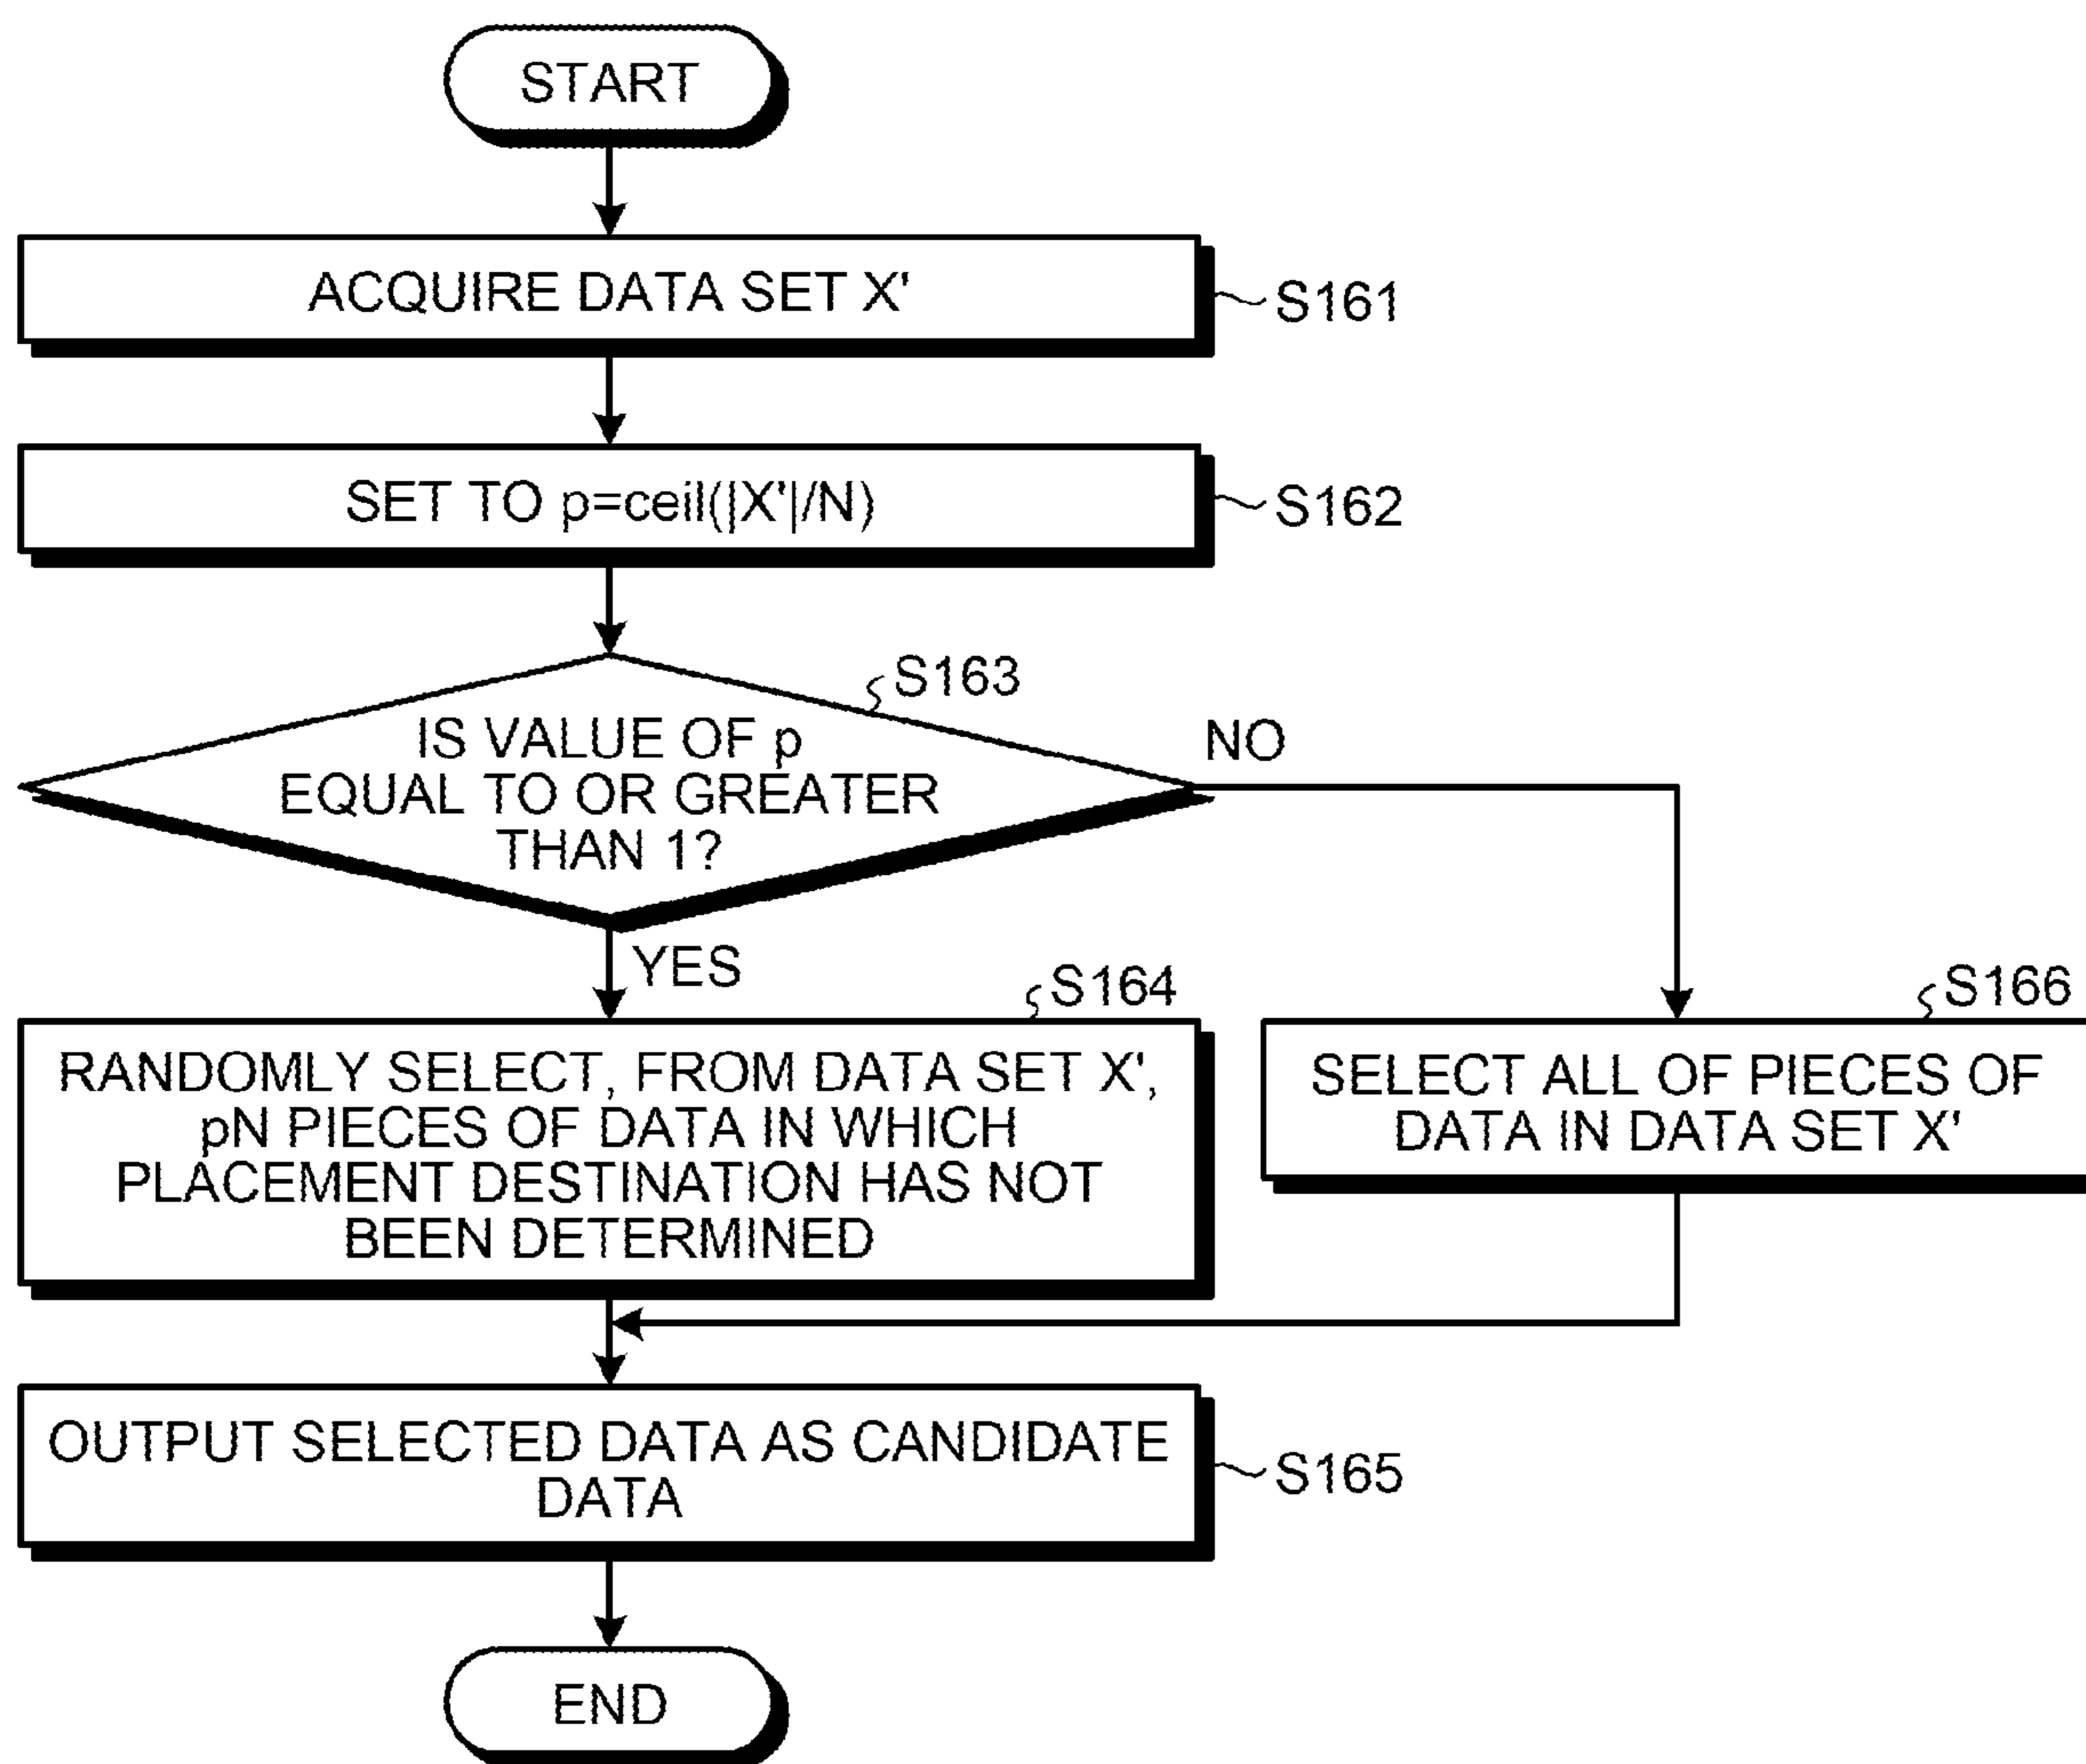 START
ACQUIRE DATA SET X'
S161
SET TO p=ceil(|X'|/N)
S162
S163
IS VALUE OF p
EQUAL TO OR GREATER
THAN 1?
NO
YES
S164
RANDOMLY SELECT, FROM DATA SET X',
pN PIECES OF DATA IN WHICH
PLACEMENT DESTINATION HAS NOT
BEEN DETERMINED
S166
SELECT ALL OF PIECES OF
DATA IN DATA SET X'
OUTPUT SELECTED DATA AS CANDIDATE
DATA
S165
END